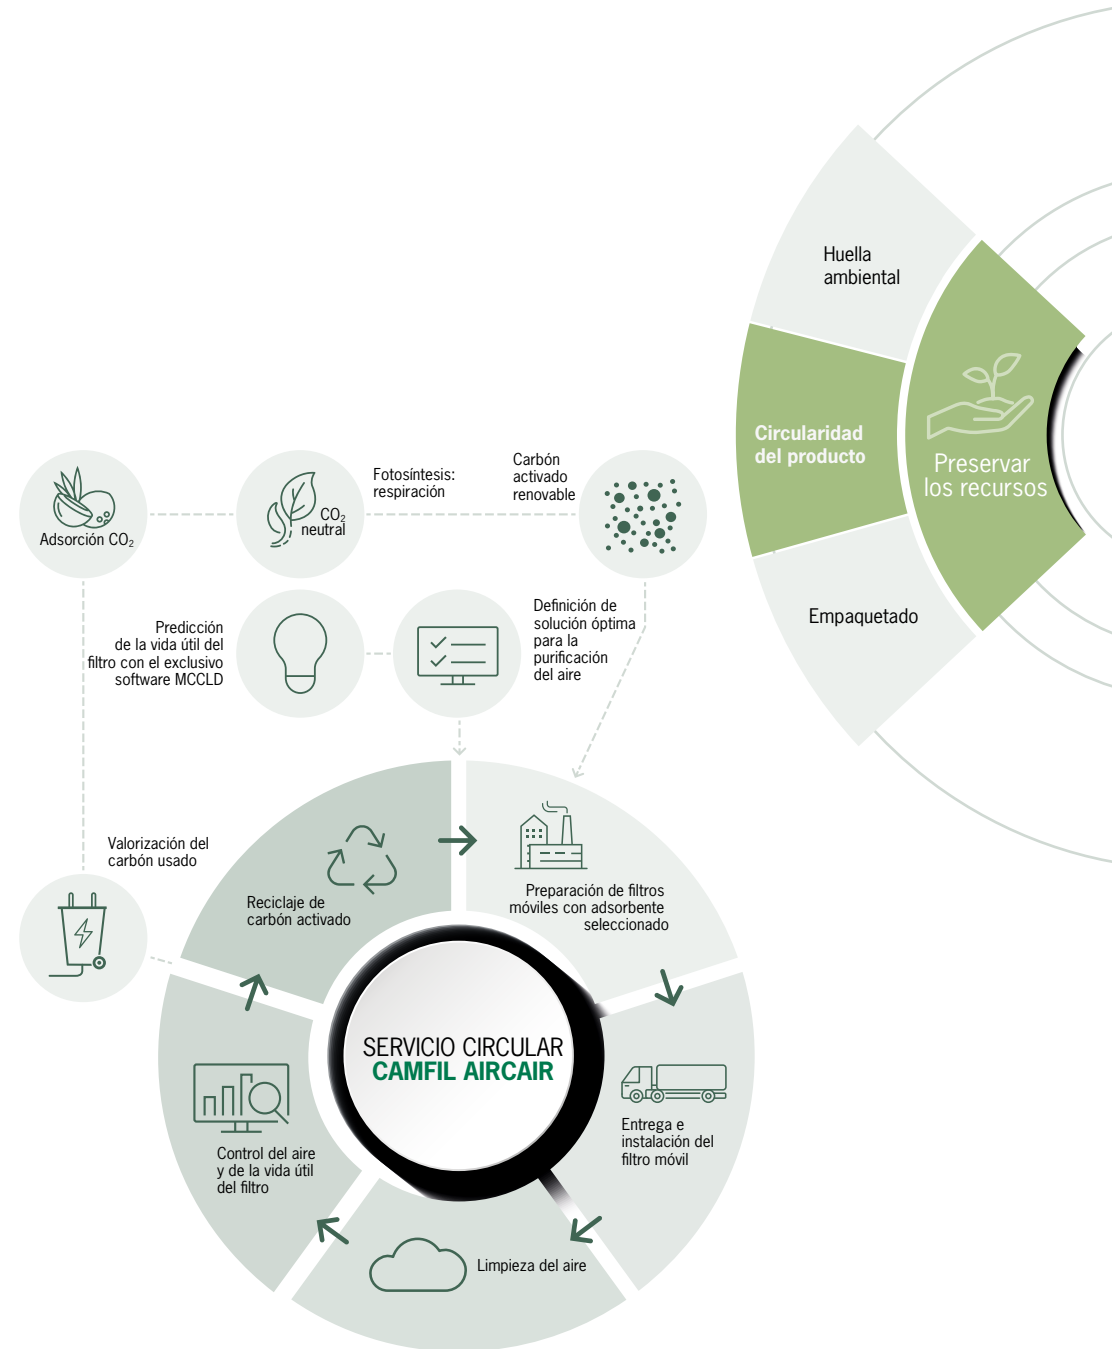 Huella
ambiental
Circularidad
del producto
Preservar
los recursos
Empaquetado
Adsorción CO₂
CO₂
neutral
Fotosíntesis:
respiración
Carbón
activado
renovable
Predicción
de la vida útil del
filtro con el exclusivo
software MCCLD
Definición de
solución óptima
para la
purificación
del aire
Valorización del
carbón usado
Reciclaje de
carbón activado
Preparación de filtros
móviles con adsorbente
seleccionado
SERVICIO CIRCULAR
CAMFIL AIRCAIR
Entrega e
instalación del
filtro móvil
Control del aire
y de la vida útil
del filtro
Limpieza del aire